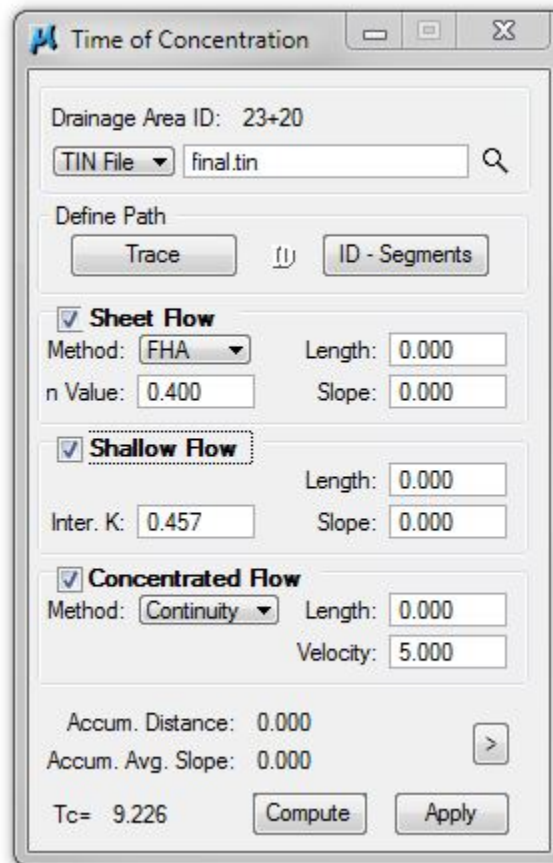 Time of Concentration
Drainage Area ID: 23+20
TIN File final.tin
Define Path
Trace ID - Segments
Sheet Flow
Method: FHA Length: 0.000
n Value: 0.400 Slope: 0.000
Shallow Flow
Length: 0.000
Inter. K: 0.457 Slope: 0.000
Concentrated Flow
Method: Continuity Length: 0.000
Velocity: 5.000
Accum. Distance: 0.000
>
Accum. Avg. Slope: 0.000
Tc= 9.226 Compute Apply